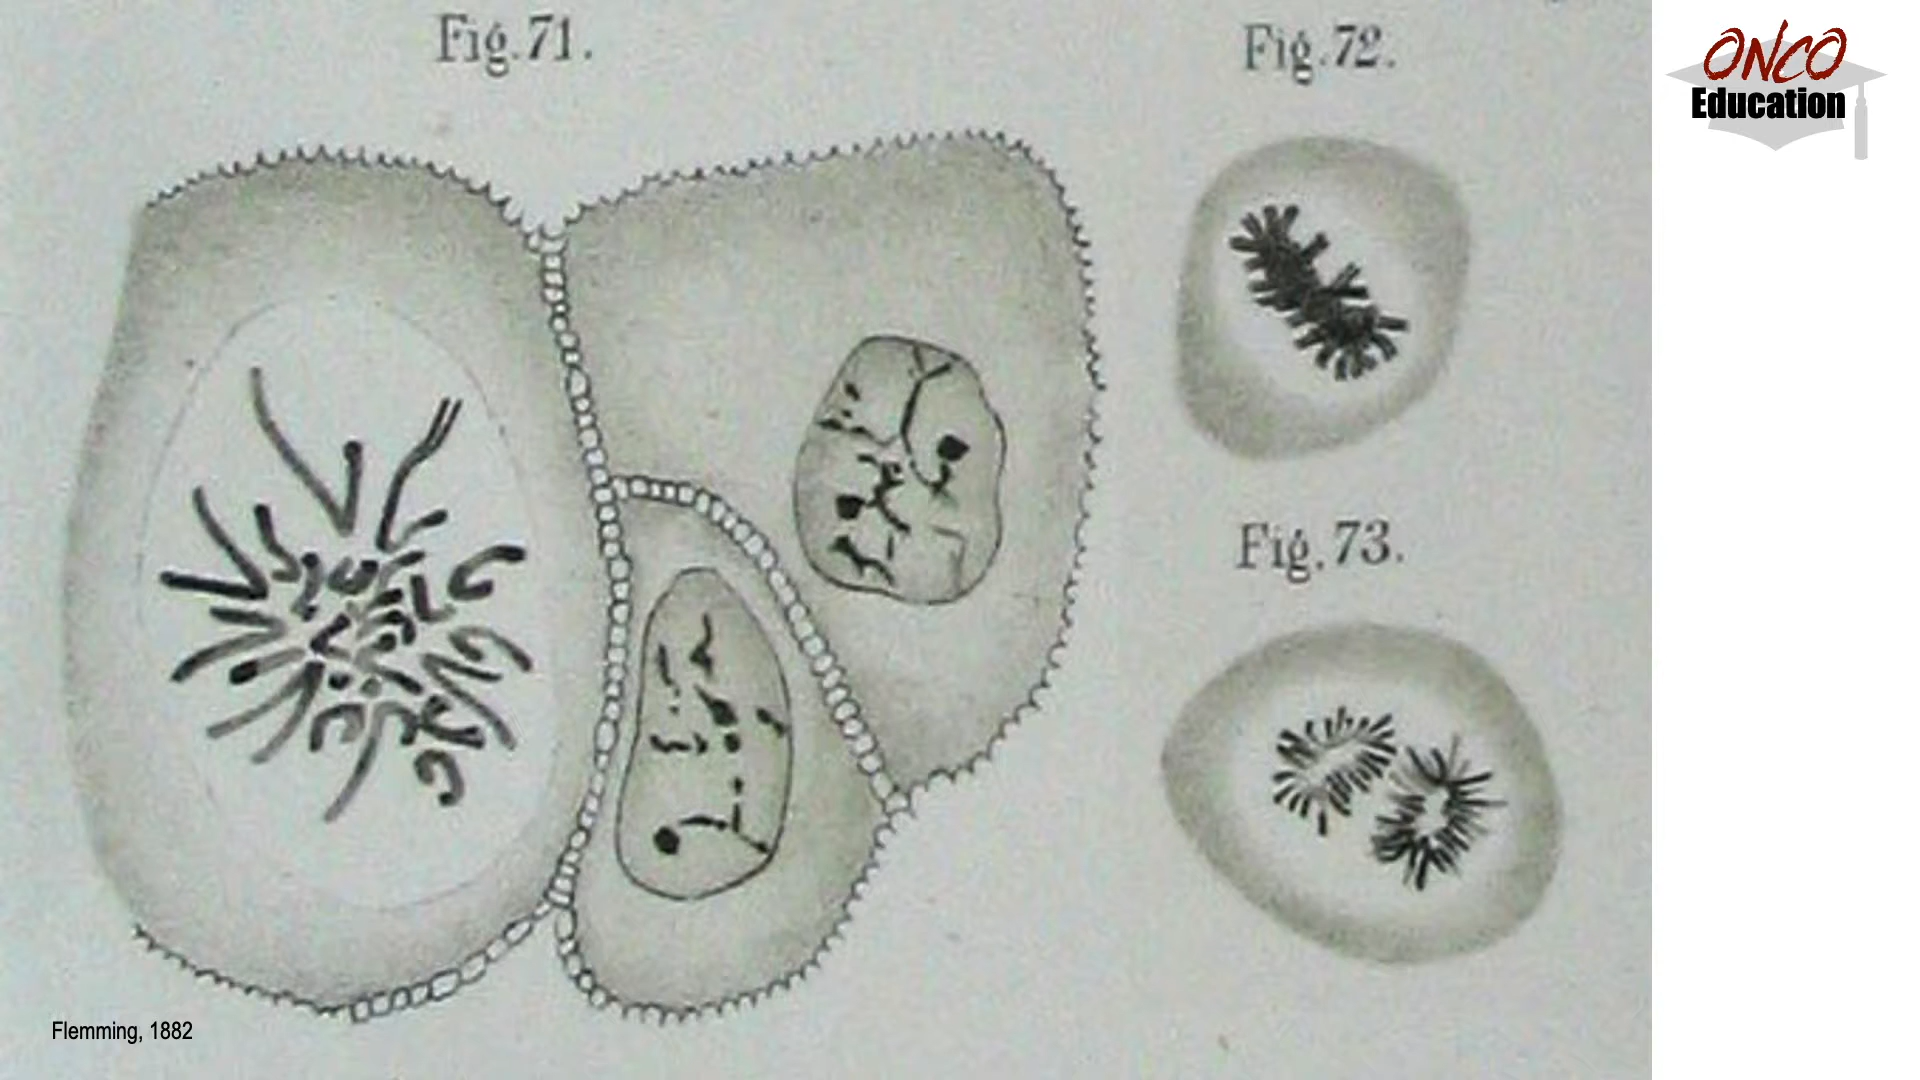 Fig. 71.
Fig. 72.
ONCO
Education
Fig. 73.
Flemming, 1882